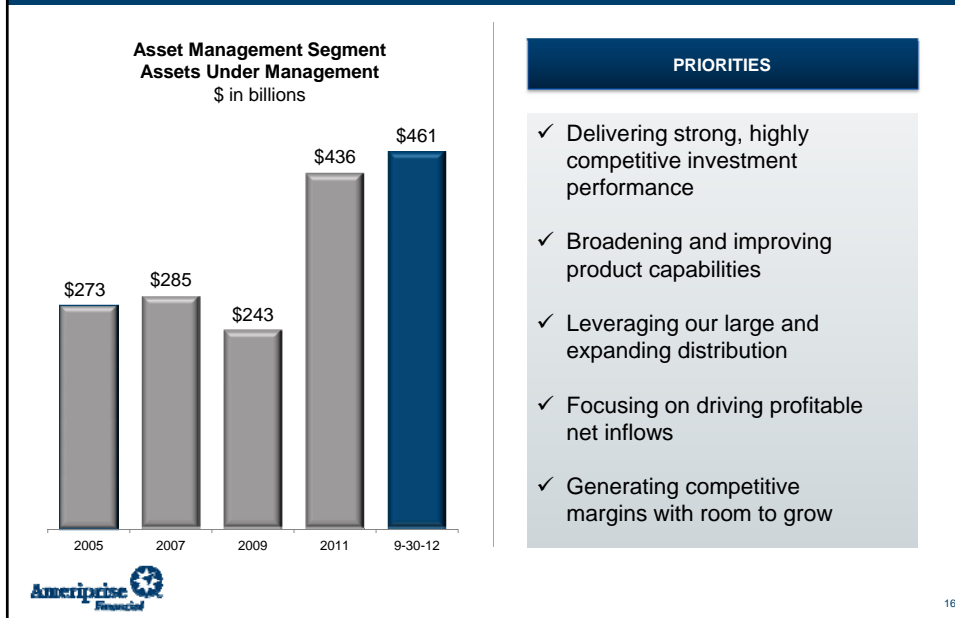 Asset Management Segment
Assets Under Management
$ in billions
$273
$285
$243
$436
$461
2005
2007
2009
2011
9-30-12
PRIORITIES
✓ Delivering strong, highly
competitive investment
performance
✓ Broadening and improving
product capabilities
✓ Leveraging our large and
expanding distribution
✓ Focusing on driving profitable
net inflows
✓ Generating competitive
margins with room to grow
Ameriprise
Financial
16